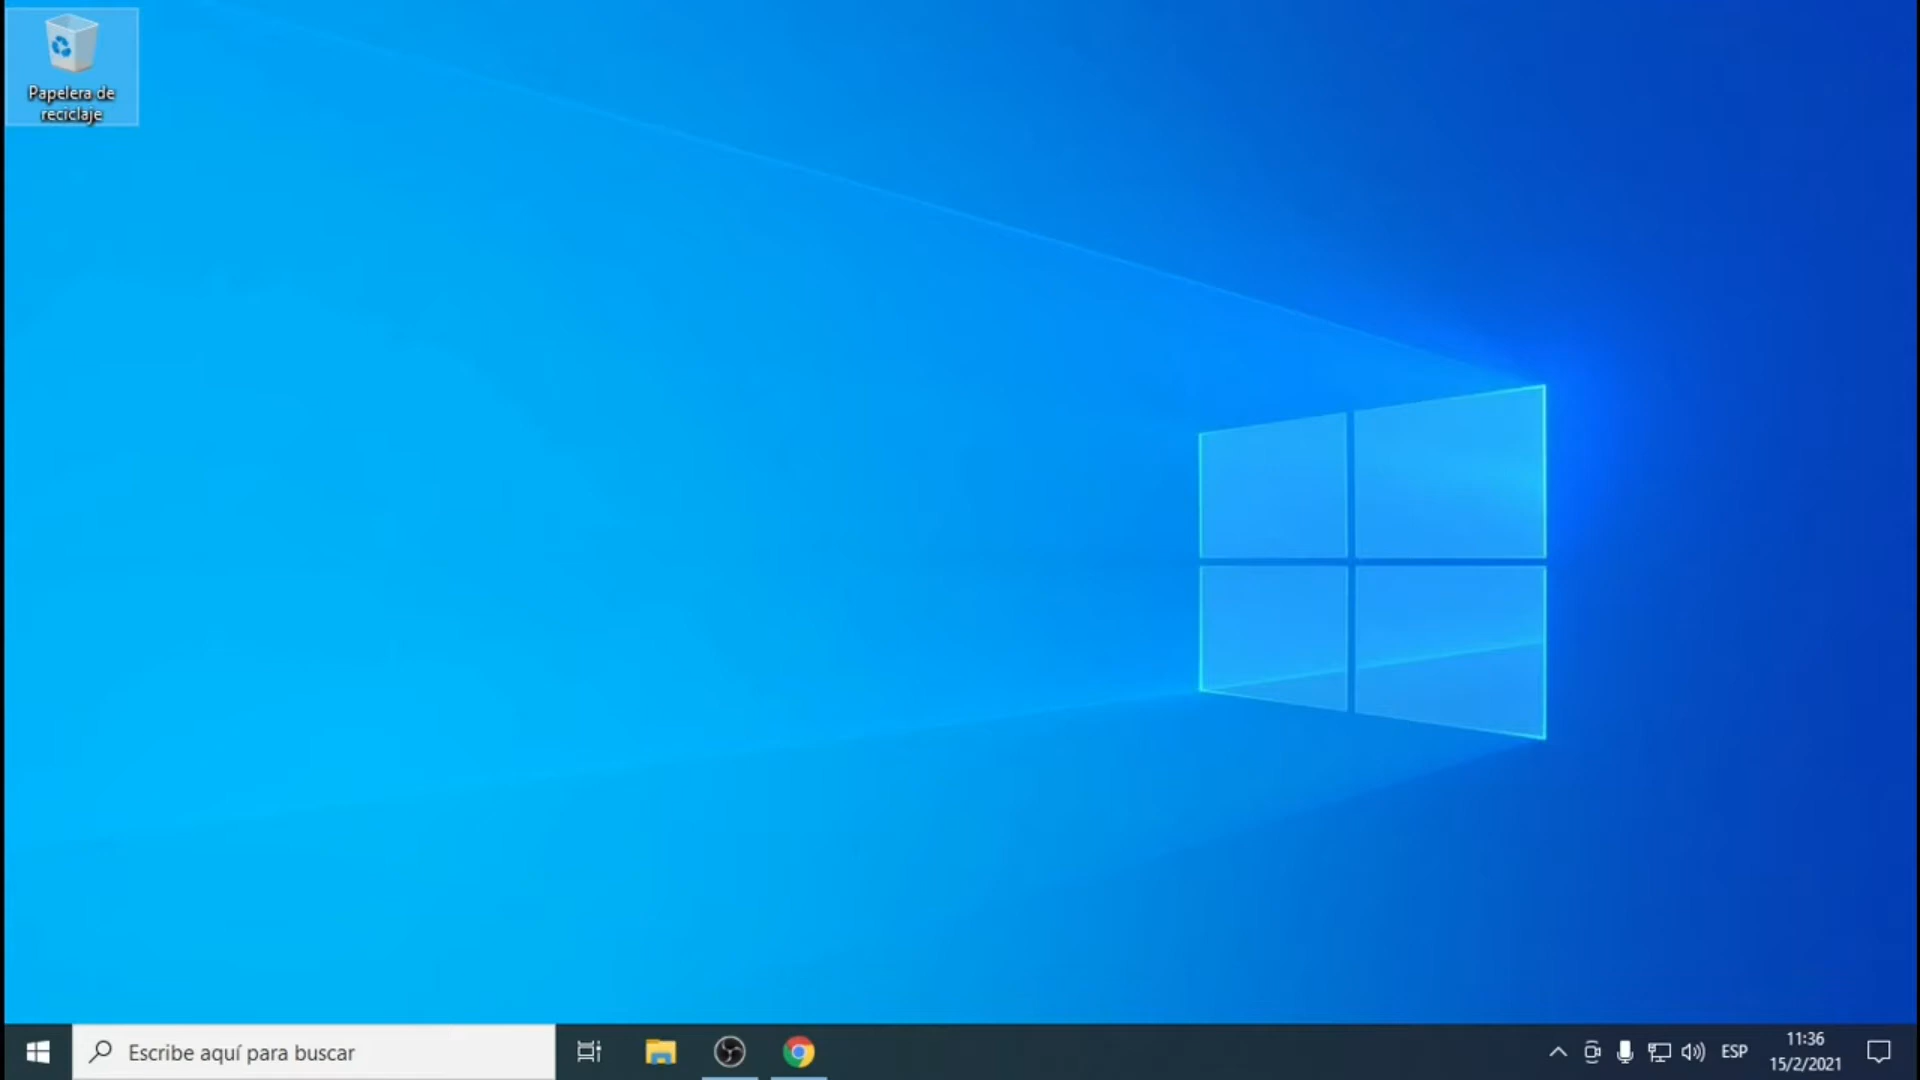 Papelera de
reciclaje
Escribe aquí para buscar
ESP
11:36
15/2/2021